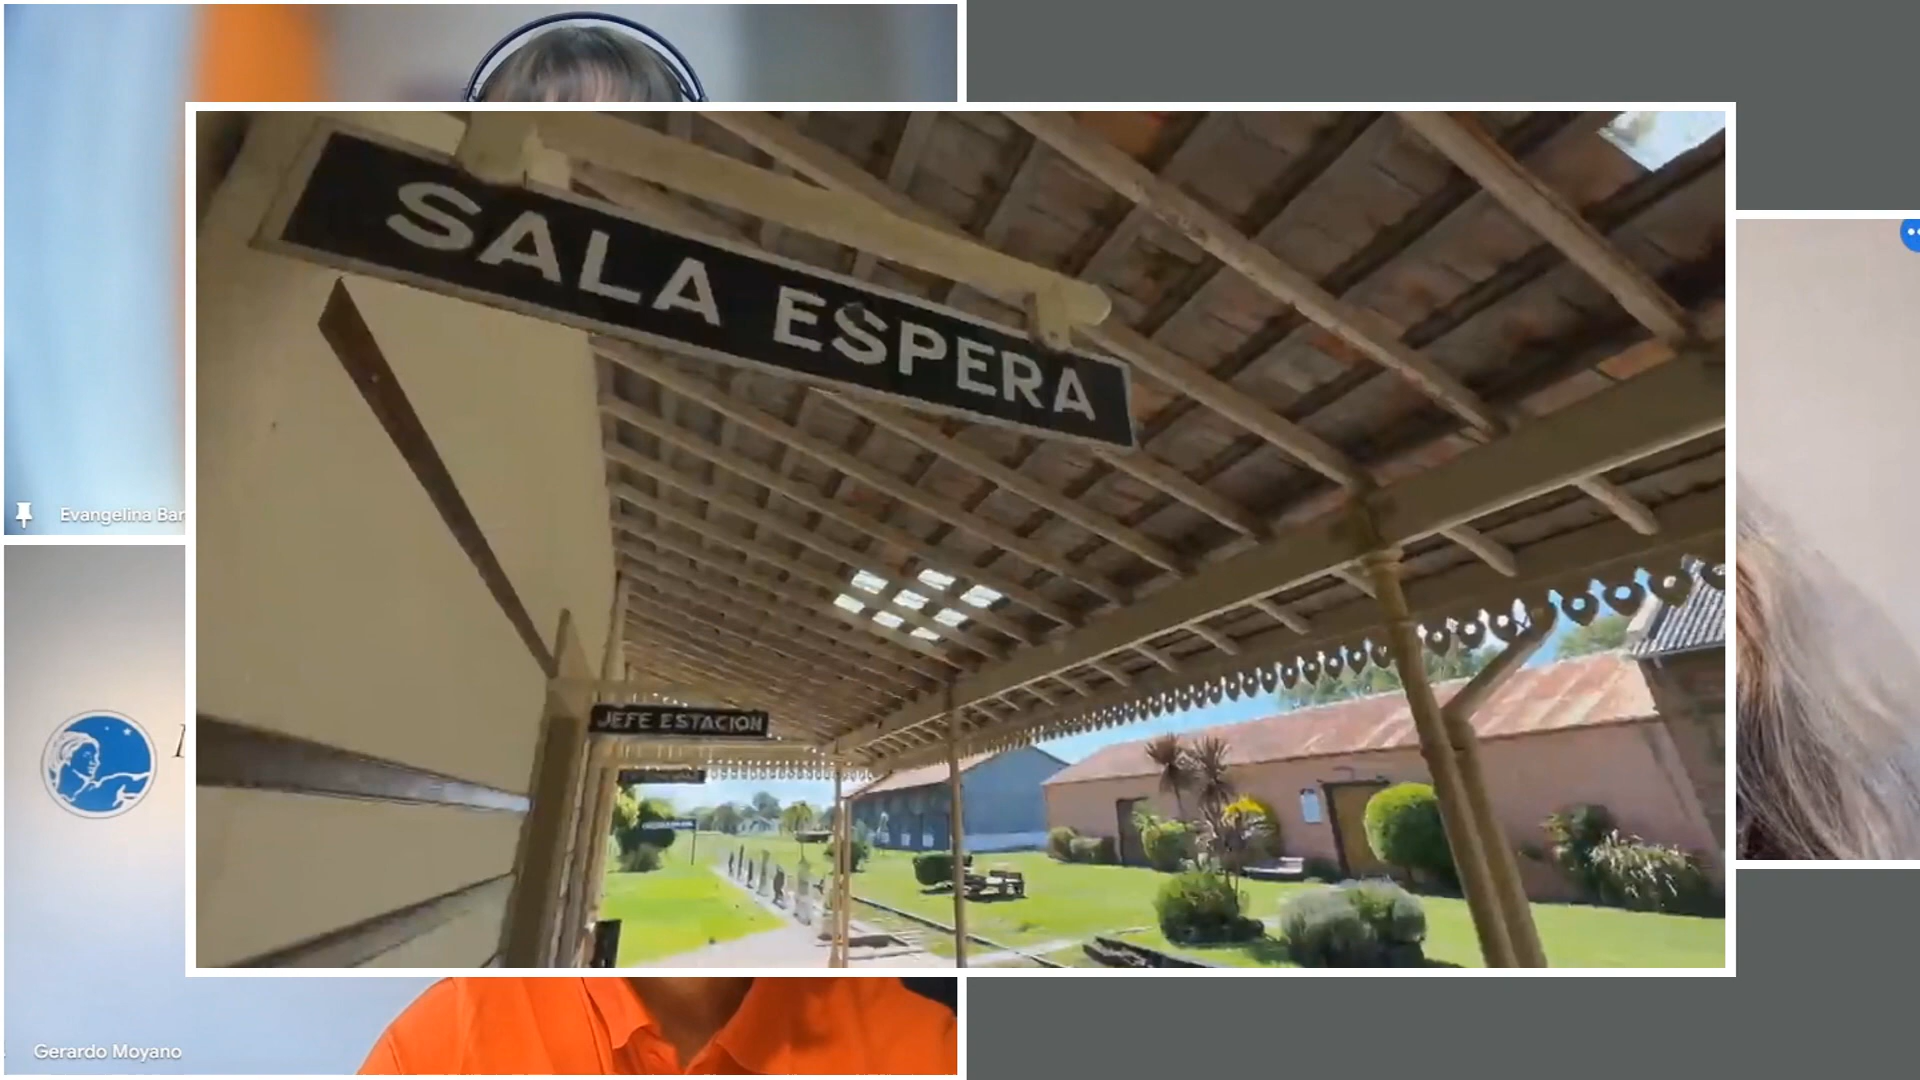 SALA ESPERA
JEFE ESTACION
Evangelina Bar
Gerardo Moyano